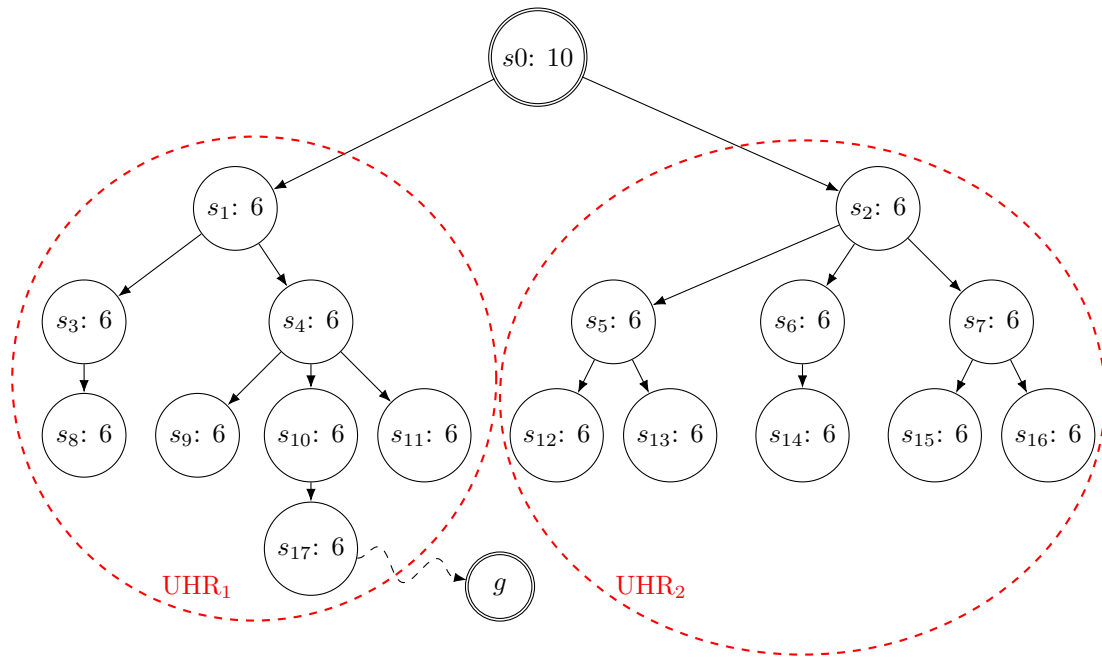 s0: 10
s₁: 6
s₂: 6
s₃: 6
s₄: 6
s₅: 6
s₆: 6
s₇: 6
s₈: 6
s₉: 6
s₁₀: 6
s₁₁: 6
s₁₂: 6
s₁₃: 6
s₁₄: 6
s₁₅: 6
s₁₆: 6
s₁₇: 6
g
UHR₁
UHR₂